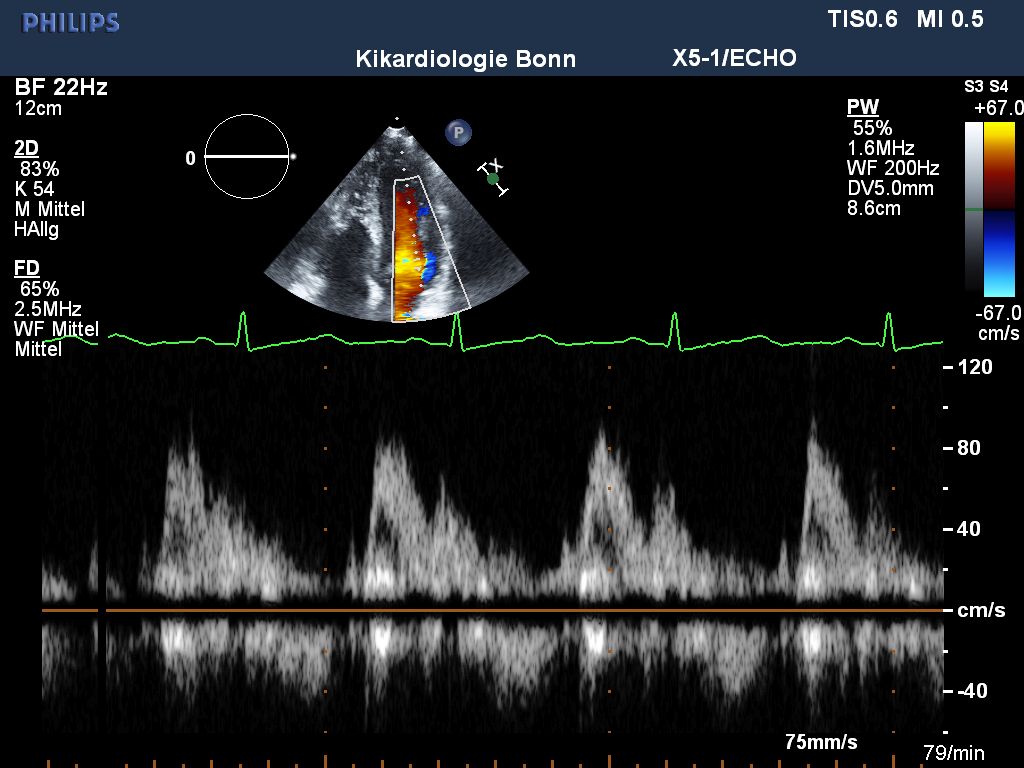 PHILIPS
TIS0.6 MI 0.5
Kikardiologie Bonn X5-1/ECHO
BF 22Hz
12cm
2D
83%
K 54
M Mittel
HAllg
FD
65%
2.5MHz
WF Mittel
Mittel
0
P
TX
PW
55%
1.6MHz
WF 200Hz
DV5.0mm
8.6cm
S3 S4
+67.0
-67.0
cm/s
120
80
40
cm/s
-40
75mm/s
79/min